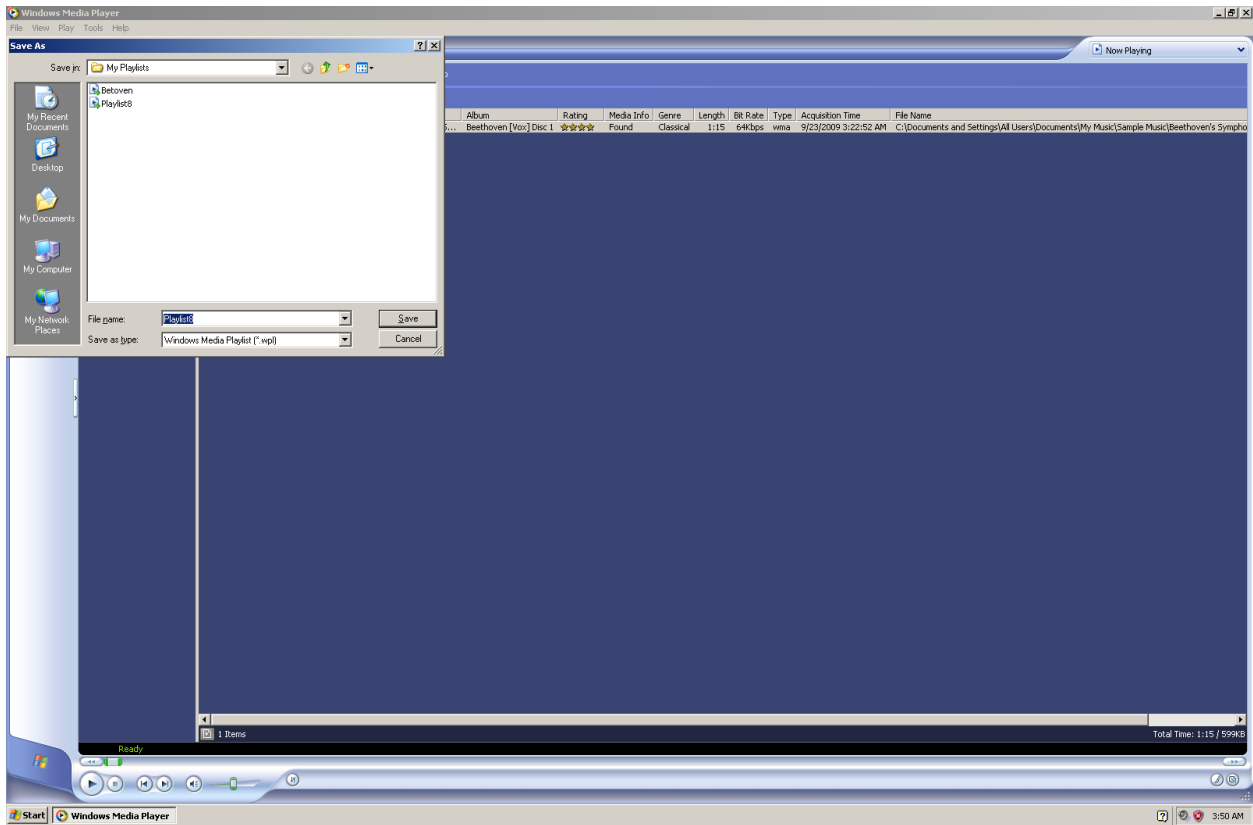 Windows Media Player
File View Play Tools Help
Save As
Now Playing
Save in: My Playlists
My Recent Documents
Desktop
My Documents
My Computer
My Network Places
Betoven
Playlist8
File name: Playlist8 Save
Save as type: Windows Media Playlist (*.wpl) Cancel
Album Rating Media Info Genre Length Bit Rate Type Acquisition Time File Name
Beethoven [Vox] Disc 1 Found Classical 1:15 64Kbps wma 9/23/2009 3:22:52 AM C:\Documents and Settings\All Users\Documents\My Music\Sample Music\Beethoven's Sympho
1 Items Total Time: 1:15 / 599KB
Ready
Start Windows Media Player 3:50 AM